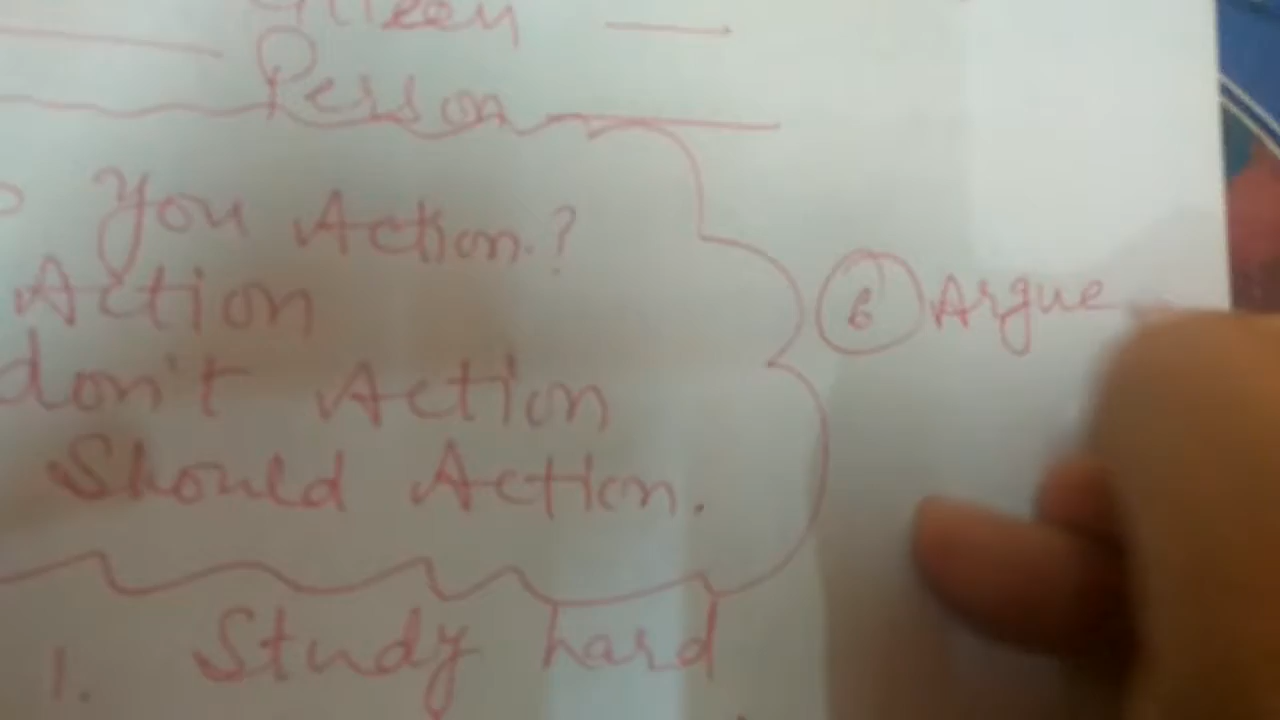 Person
You Action.?
Action
don't Action
Should Action.
6 Argue
1. Study hard